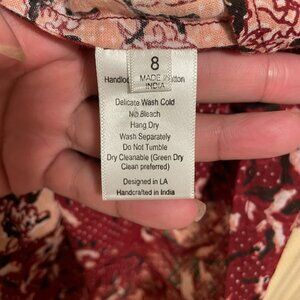 8
MADE IN
INDIA
Delicate Wash Cold
No Bleach
Hang Dry
Wash Separately
Do Not Tumble
Dry Cleanable (Green Dry
Clean preferred)
Designed in LA
Handcrafted in India